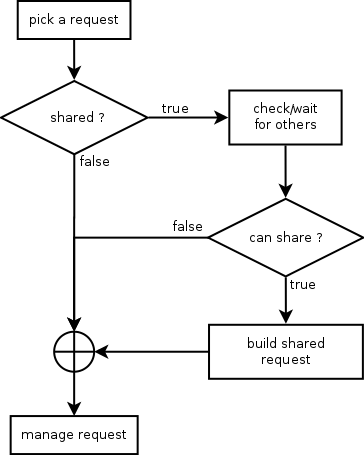 pick a request
shared ?
true
check/wait
for others
false
false
can share ?
true
build shared
request
manage request